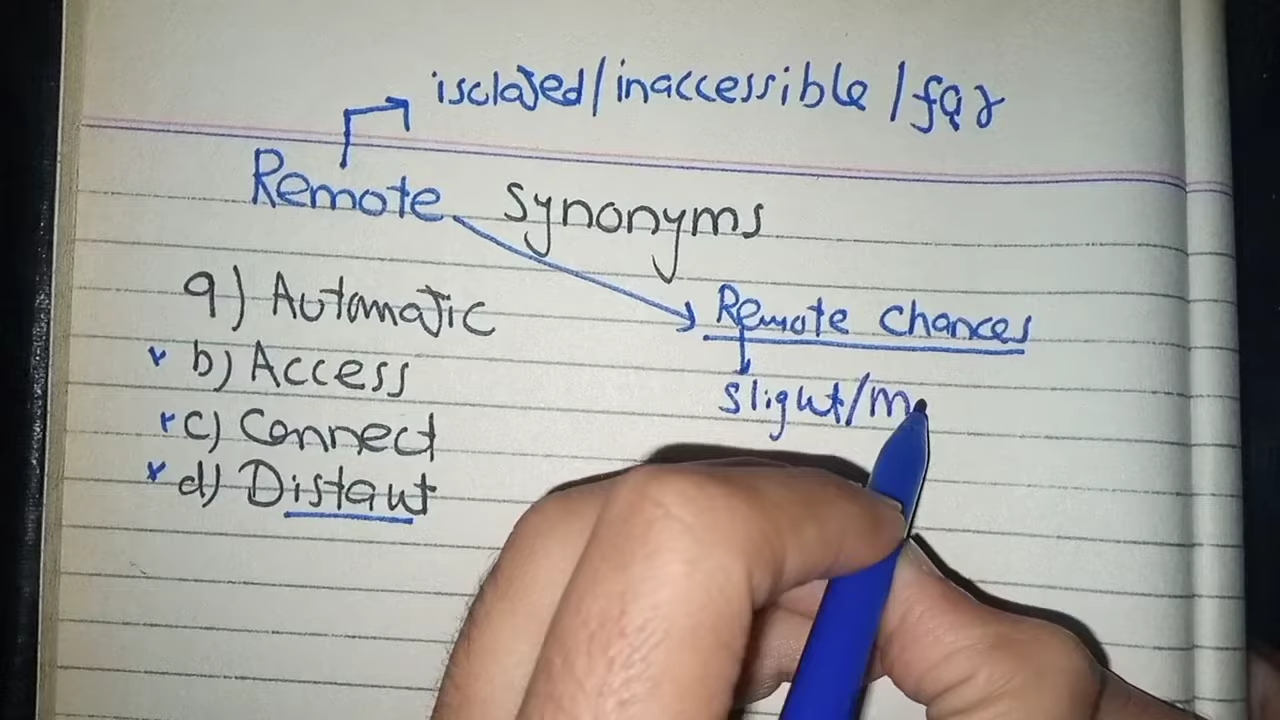 isolated/inaccessible/far
Remote Synonyms
a) Automatic
b) Access
c) Connect
d) Distant
Remote chances
slight/m